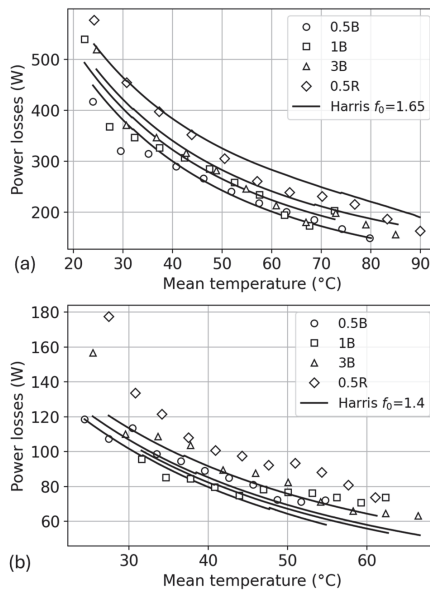 500
400
300
200
Power losses (W)
0.5B
1B
3B
0.5R
Harris f0=1.65
20 30 40 50 60 70 80 90
(a)
Mean temperature (°C)
180
160
140
120
100
80
60
Power losses (W)
0.5B
1B
3B
0.5R
Harris f0=1.4
30 40 50 60
(b)
Mean temperature (°C)